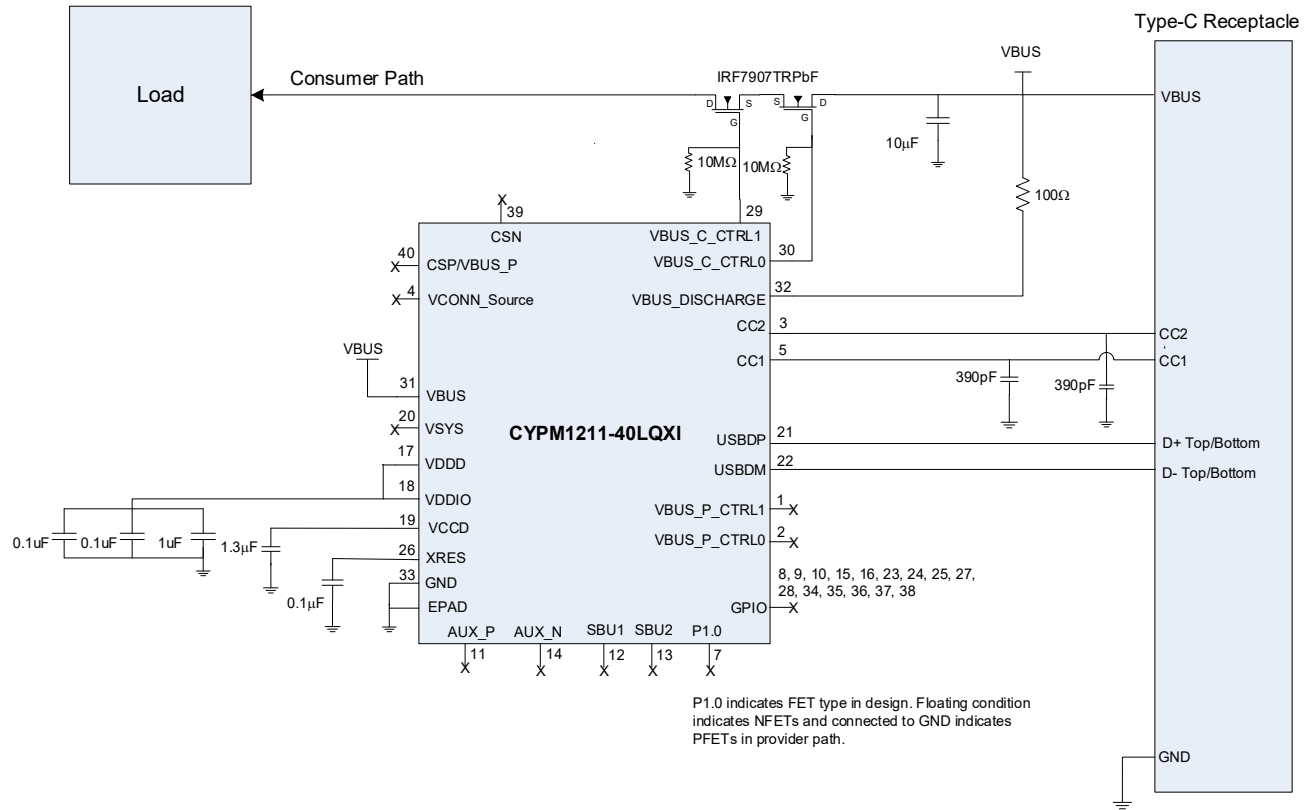 Type-C Receptacle
VBUS
Load
Consumer Path
IRF7907TRPbF
D
S
S
D
G
G
VBUS
10MΩ
10MΩ
10µF
100Ω
39
29
CSN
VBUS_C_CTRL1
40
CSP/VBUS_P
VBUS_C_CTRL0
30
4
VCONN_Source
VBUS_DISCHARGE
32
CC2
3
CC2
VBUS
CC1
5
CC1
31
VBUS
390pF
390pF
20
VSYS
CYPM1211-40LQXI
USBDP
21
D+ Top/Bottom
17
VDDD
USBDM
22
D- Top/Bottom
18
VDDIO
VBUS_P_CTRL1
1
19
VCCD
VBUS_P_CTRL0
2
0.1uF
0.1uF
1uF
1.3µF
26
XRES
33
GND
8, 9, 10, 15, 16, 23, 24, 25, 27,
28, 34, 35, 36, 37, 38
0.1µF
EPAD
GPIO
AUX_P
AUX_N
SBU1
SBU2
P1.0
11
14
12
13
7
P1.0 indicates FET type in design. Floating condition
indicates NFETs and connected to GND indicates
PFETs in provider path.
GND